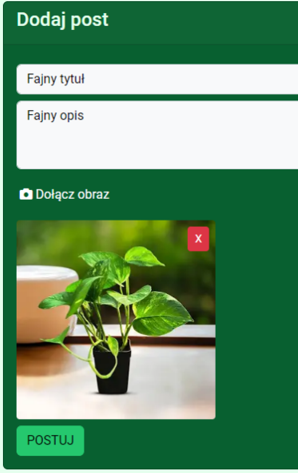 Dodaj post
Fajny tytuł
Fajny opis
Dołącz obraz
X
POSTUJ